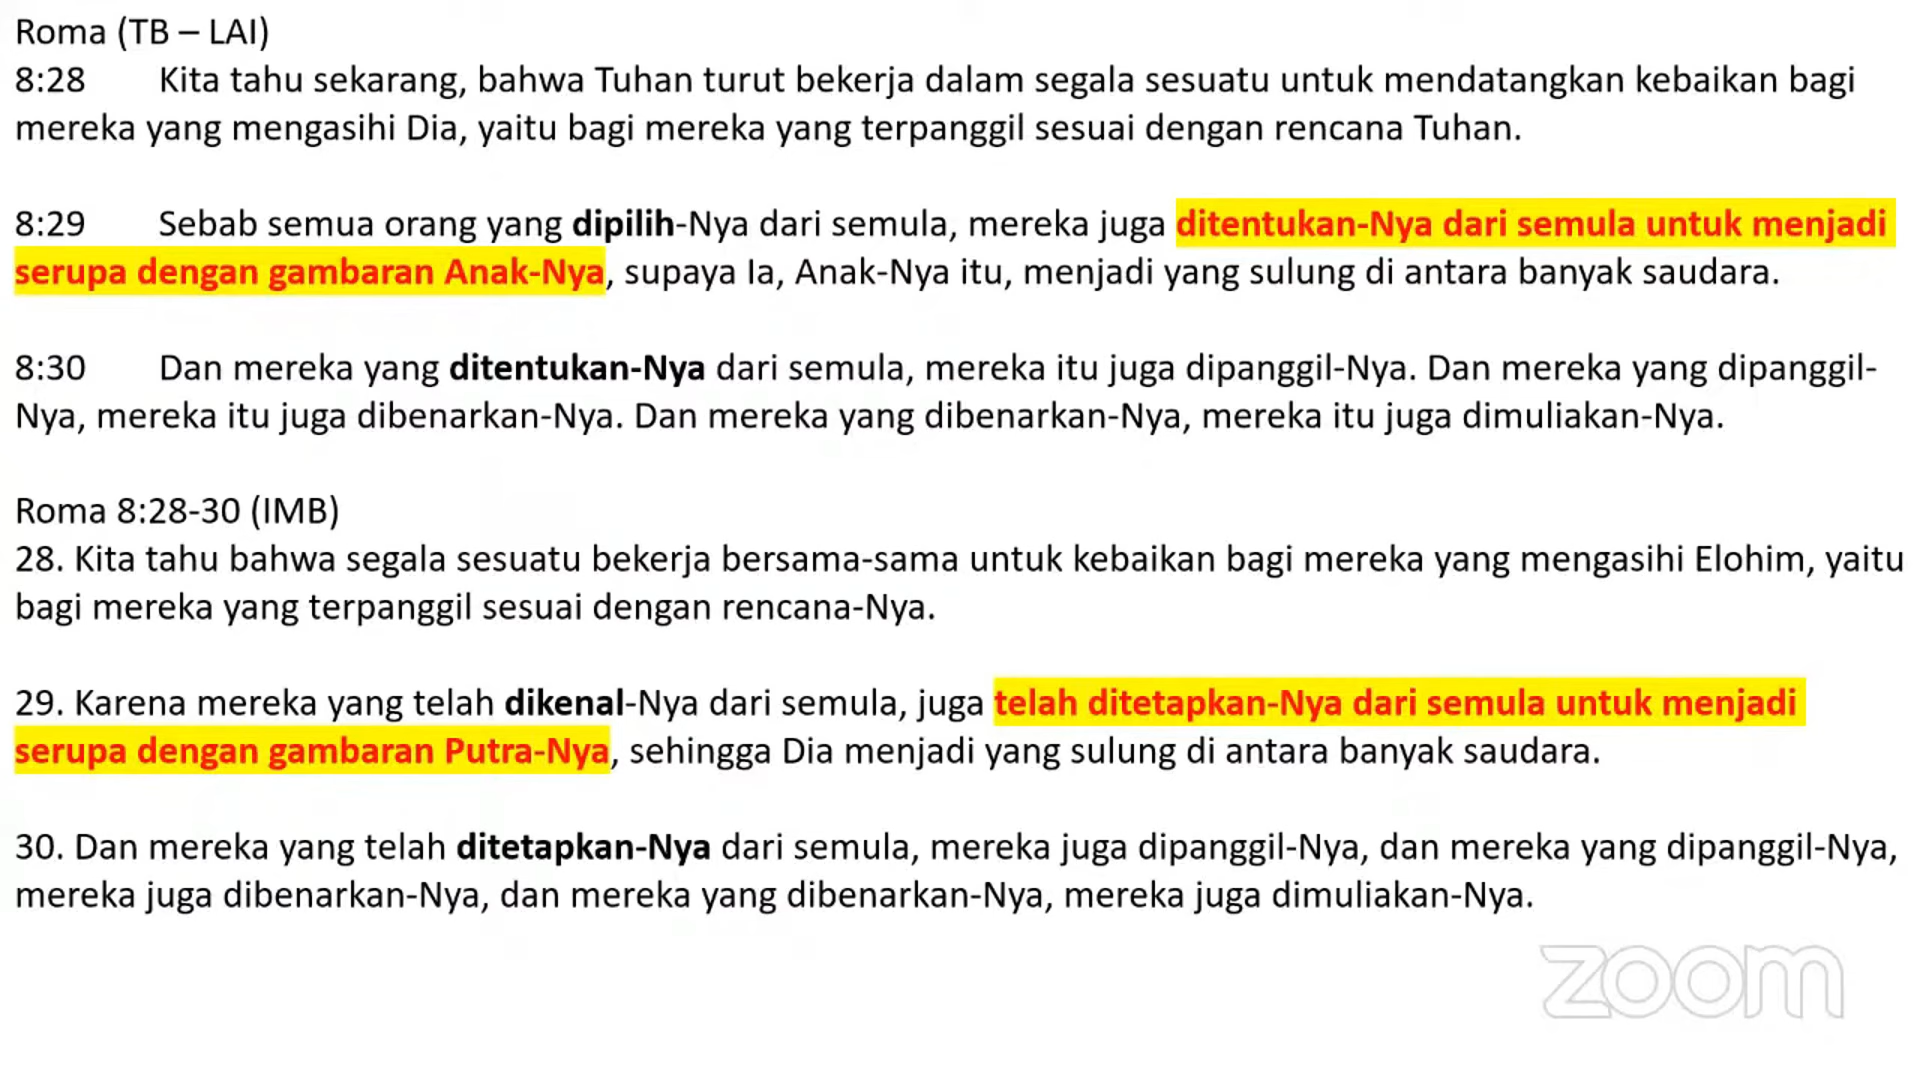 Roma (TB – LAI)
8:28 Kita tahu sekarang, bahwa Tuhan turut bekerja dalam segala sesuatu untuk mendatangkan kebaikan bagi
mereka yang mengasihi Dia, yaitu bagi mereka yang terpanggil sesuai dengan rencana Tuhan.
8:29 Sebab semua orang yang dipilih-Nya dari semula, mereka juga ditentukan-Nya dari semula untuk menjadi
serupa dengan gambaran Anak-Nya, supaya Ia, Anak-Nya itu, menjadi yang sulung di antara banyak saudara.
8:30 Dan mereka yang ditentukan-Nya dari semula, mereka itu juga dipanggil-Nya. Dan mereka yang dipanggil-
Nya, mereka itu juga dibenarkan-Nya. Dan mereka yang dibenarkan-Nya, mereka itu juga dimuliakan-Nya.
Roma 8:28-30 (IMB)
28. Kita tahu bahwa segala sesuatu bekerja bersama-sama untuk kebaikan bagi mereka yang mengasihi Elohim, yaitu
bagi mereka yang terpanggil sesuai dengan rencana-Nya.
29. Karena mereka yang telah dikenal-Nya dari semula, juga telah ditetapkan-Nya dari semula untuk menjadi
serupa dengan gambaran Putra-Nya, sehingga Dia menjadi yang sulung di antara banyak saudara.
30. Dan mereka yang telah ditetapkan-Nya dari semula, mereka juga dipanggil-Nya, dan mereka yang dipanggil-Nya,
mereka juga dibenarkan-Nya, dan mereka yang dibenarkan-Nya, mereka juga dimuliakan-Nya.
zoom